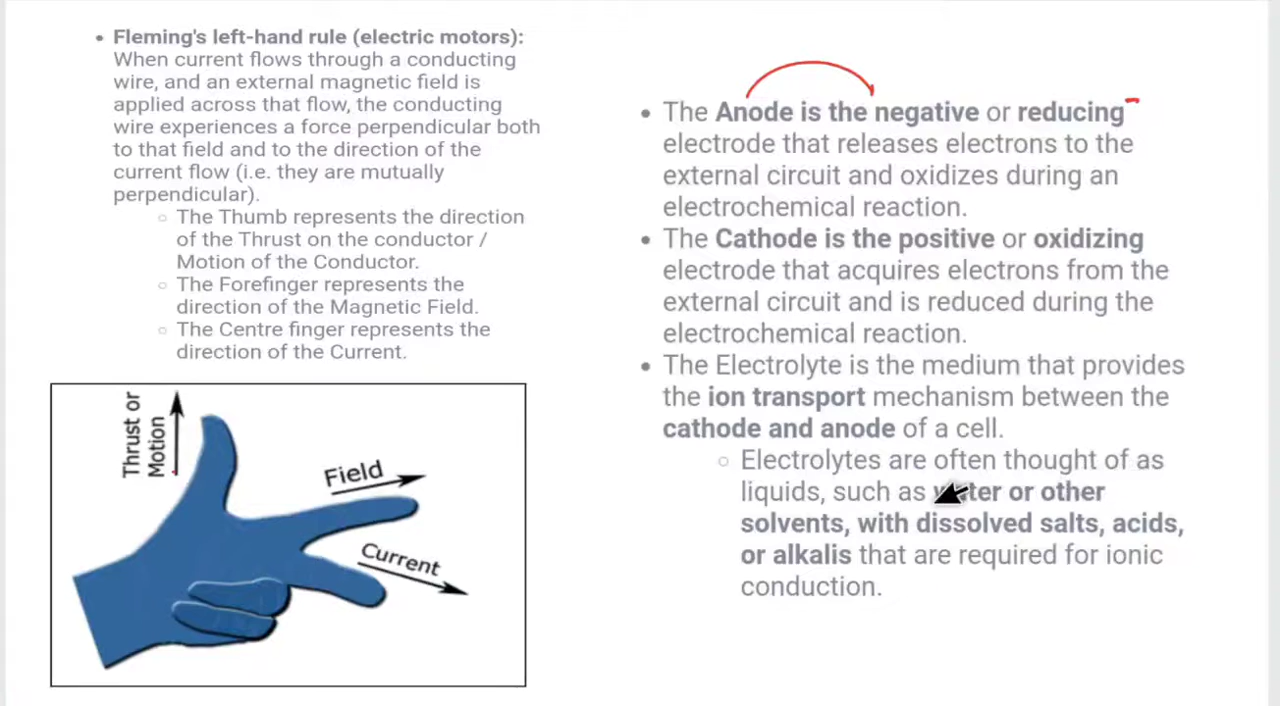 Fleming's left-hand rule (electric motors):
When current flows through a conducting
wire, and an external magnetic field is
applied across that flow, the conducting
wire experiences a force perpendicular both
to that field and to the direction of the
current flow (i.e. they are mutually
perpendicular).
The Thumb represents the direction
of the Thrust on the conductor /
Motion of the Conductor.
The Forefinger represents the
direction of the Magnetic Field.
The Centre finger represents the
direction of the Current.
Thrust or
Motion
Field
Current
The Anode is the negative or reducing
electrode that releases electrons to the
external circuit and oxidizes during an
electrochemical reaction.
The Cathode is the positive or oxidizing
electrode that acquires electrons from the
external circuit and is reduced during the
electrochemical reaction.
The Electrolyte is the medium that provides
the ion transport mechanism between the
cathode and anode of a cell.
Electrolytes are often thought of as
liquids, such as water or other
solvents, with dissolved salts, acids,
or alkalis that are required for ionic
conduction.